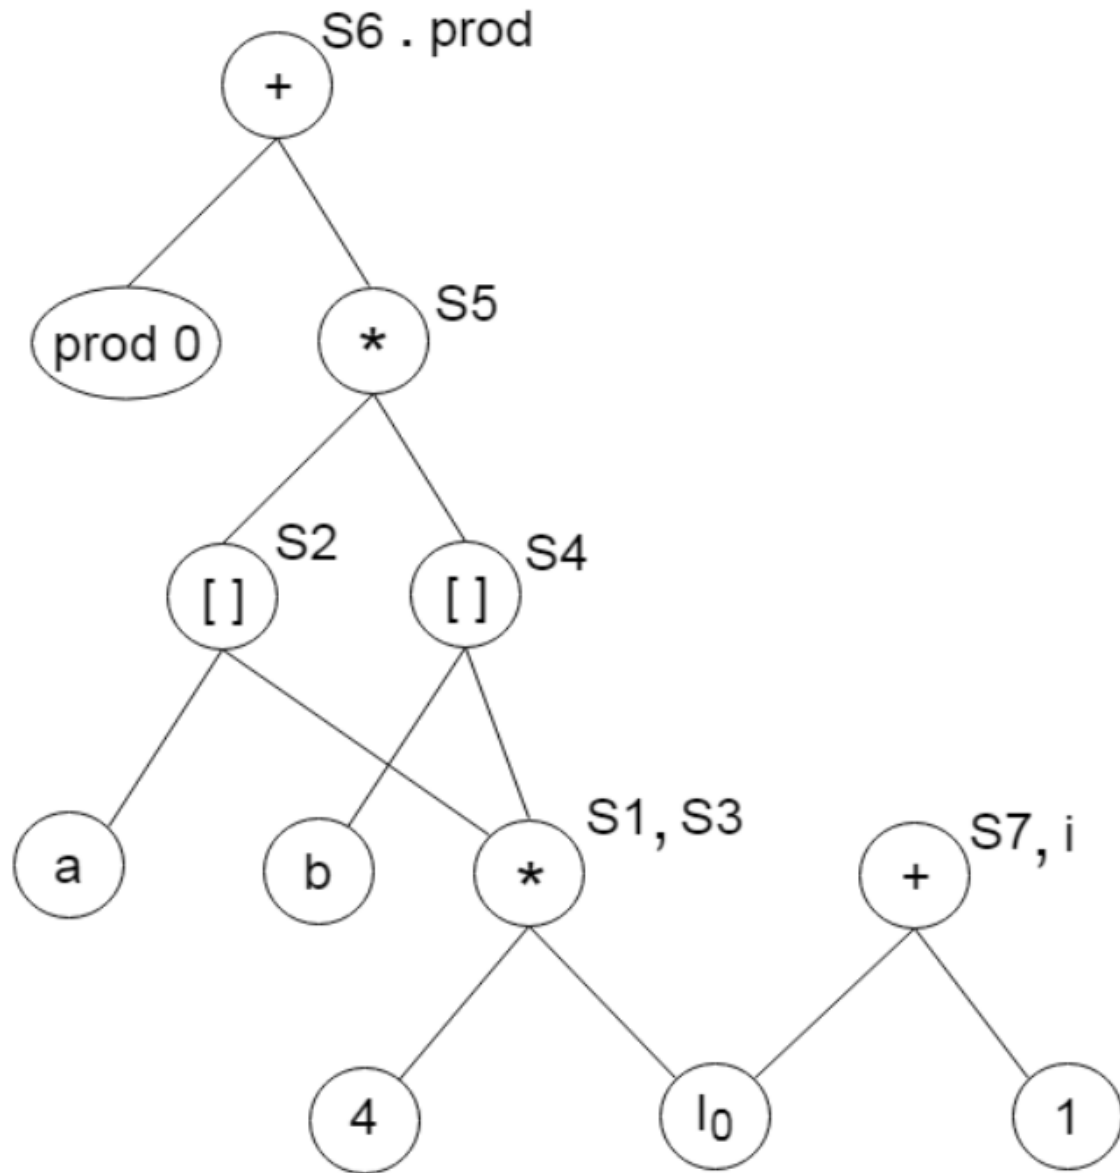 S6 . prod
+
prod 0
*
S5
S2
[ ]
S4
[ ]
a
b
S1, S3
*
S7, i
+
4
I0
1